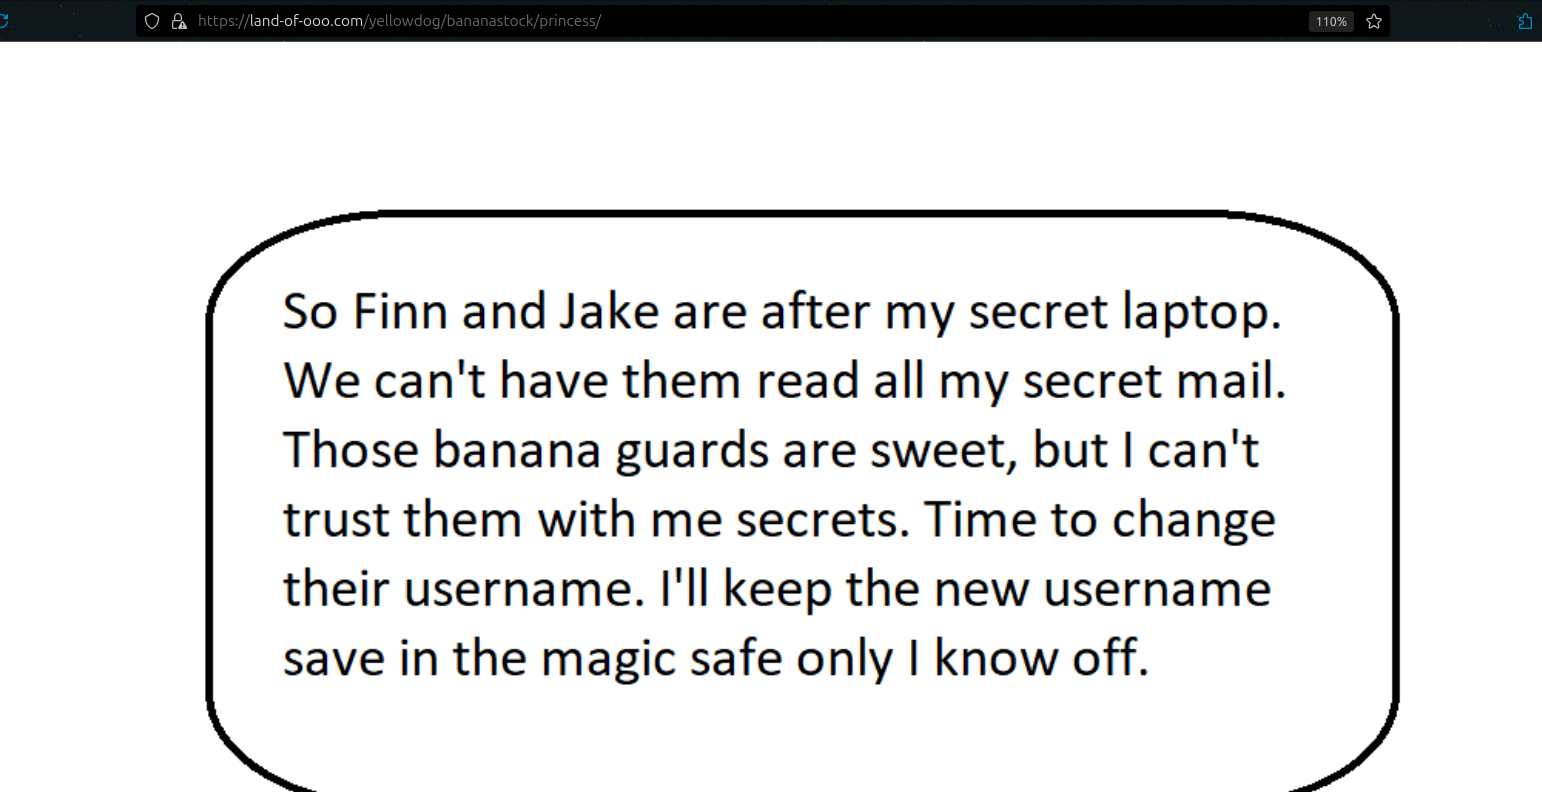 https://land-of-ooo.com/yellowdog/bananastock/princess/ 110%
So Finn and Jake are after my secret laptop.
We can't have them read all my secret mail.
Those banana guards are sweet, but I can't
trust them with me secrets. Time to change
their username. I'll keep the new username
save in the magic safe only I know off.